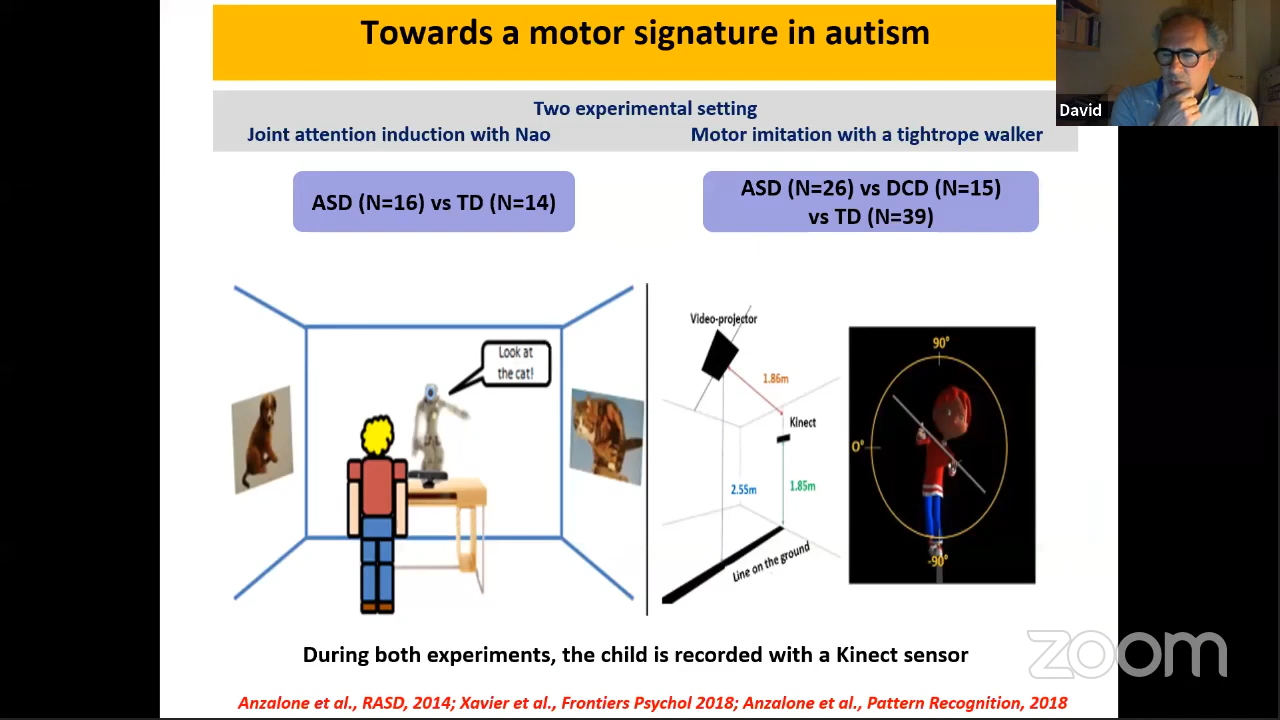 Towards a motor signature in autism
David
Two experimental setting
Joint attention induction with Nao
Motor imitation with a tightrope walker
ASD (N=16) vs TD (N=14)
ASD (N=26) vs DCD (N=15)
vs TD (N=39)
Look at
the cat!
Video-projector
1.86m
Kinect
2.55m
1.85m
Line on the ground
90°
0°
-90°
During both experiments, the child is recorded with a Kinect sensor
zoom
Anzalone et al., RASD, 2014; Xavier et al., Frontiers Psychol 2018; Anzalone et al., Pattern Recognition, 2018